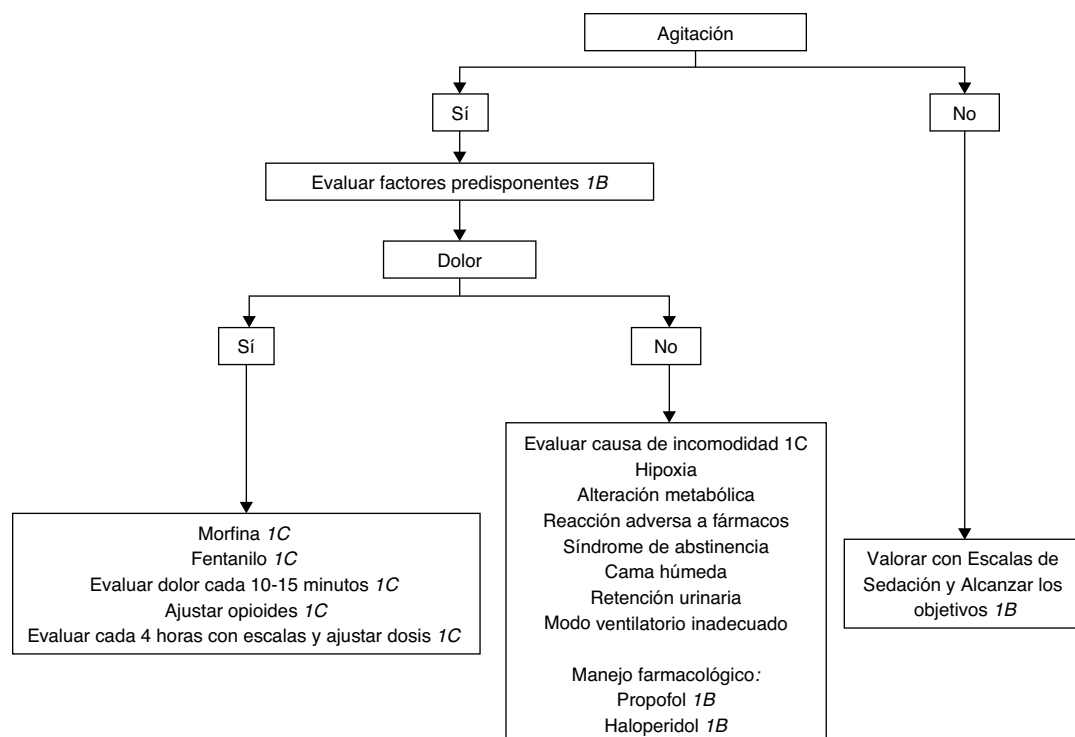 Agitación
Sí
No
Evaluar factores predisponentes 1B
Dolor
Sí
No
Morfina 1C
Fentanilo 1C
Evaluar dolor cada 10-15 minutos 1C
Ajustar opioides 1C
Evaluar cada 4 horas con escalas y ajustar dosis 1C
Evaluar causa de incomodidad 1C
Hipoxia
Alteración metabólica
Reacción adversa a fármacos
Síndrome de abstinencia
Cama húmeda
Retención urinaria
Modo ventilatorio inadecuado
Manejo farmacológico:
Propofol 1B
Haloperidol 1B
Valorar con Escalas de
Sedación y Alcanzar los
objetivos 1B